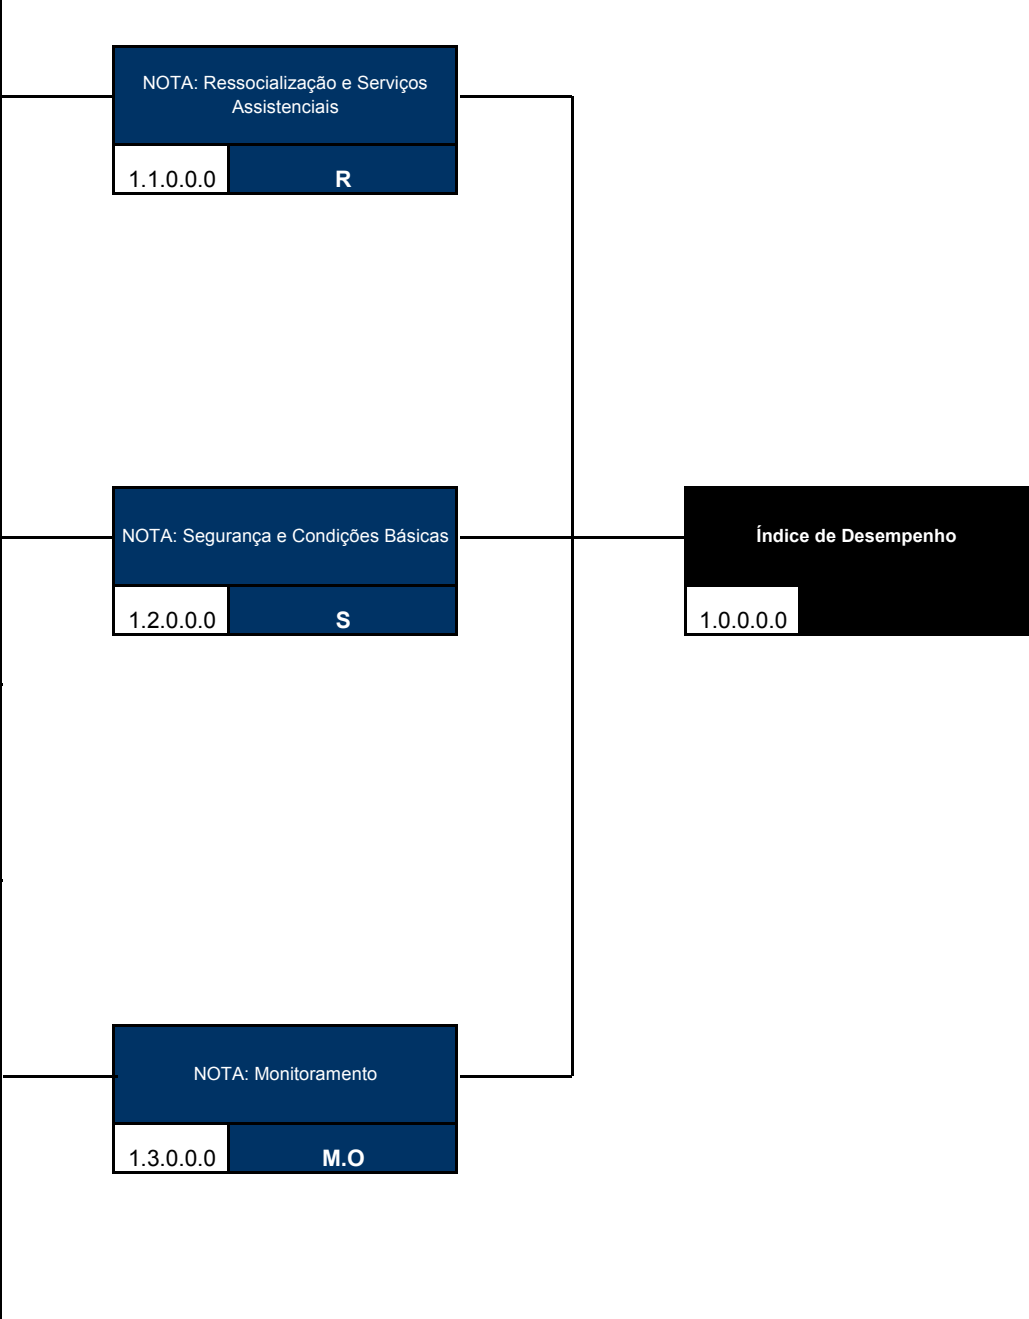 NOTA: Ressocialização e Serviços
Assistenciais
1.1.0.0.0
R
NOTA: Segurança e Condições Básicas
1.2.0.0.0
S
Índice de Desempenho
1.0.0.0.0
NOTA: Monitoramento
1.3.0.0.0
M.O